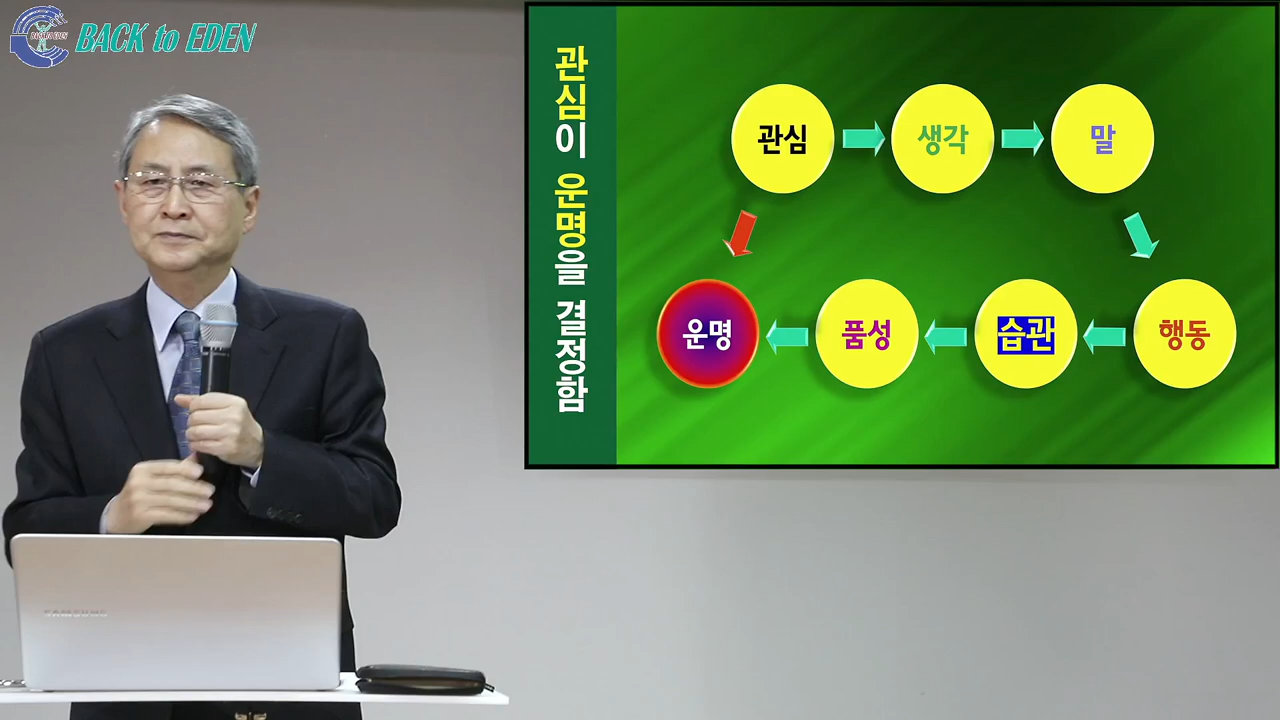 BACK to EDEN
관심이 운명을 결정함
관심 생각 말
운명 품성 습관 행동
SAMSUNG